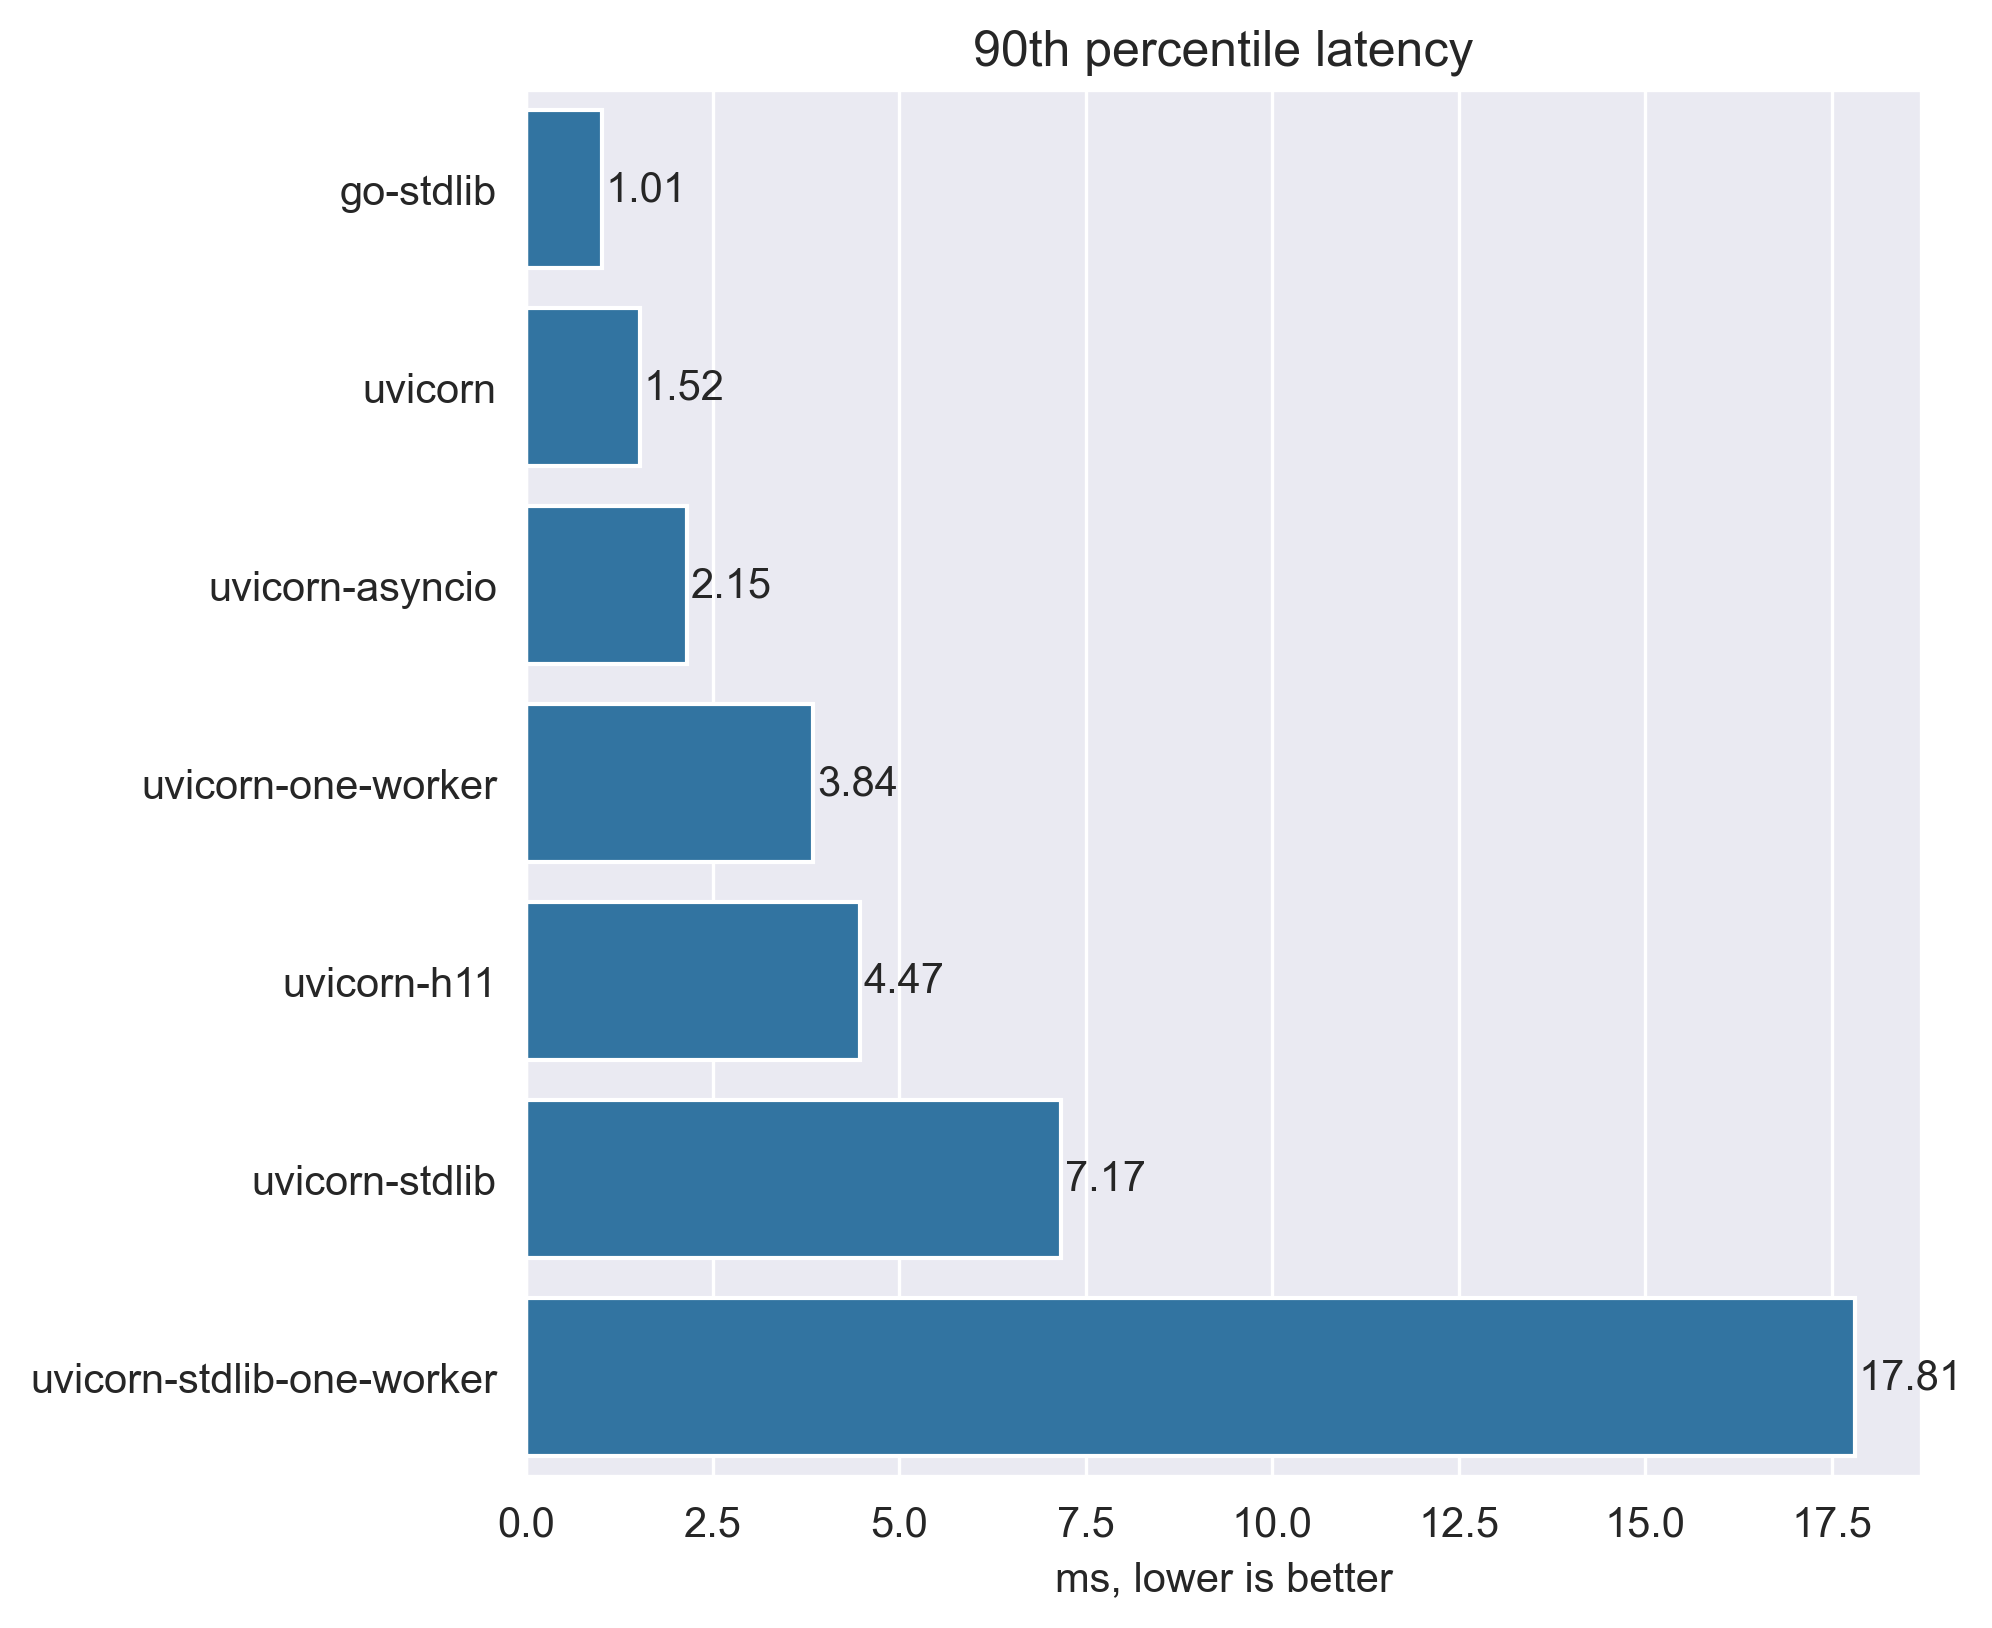 90th percentile latency
go-stdlib 1.01
uvicorn 1.52
uvicorn-asyncio 2.15
uvicorn-one-worker 3.84
uvicorn-h11 4.47
uvicorn-stdlib 7.17
uvicorn-stdlib-one-worker 17.81
0.0 2.5 5.0 7.5 10.0 12.5 15.0 17.5
ms, lower is better